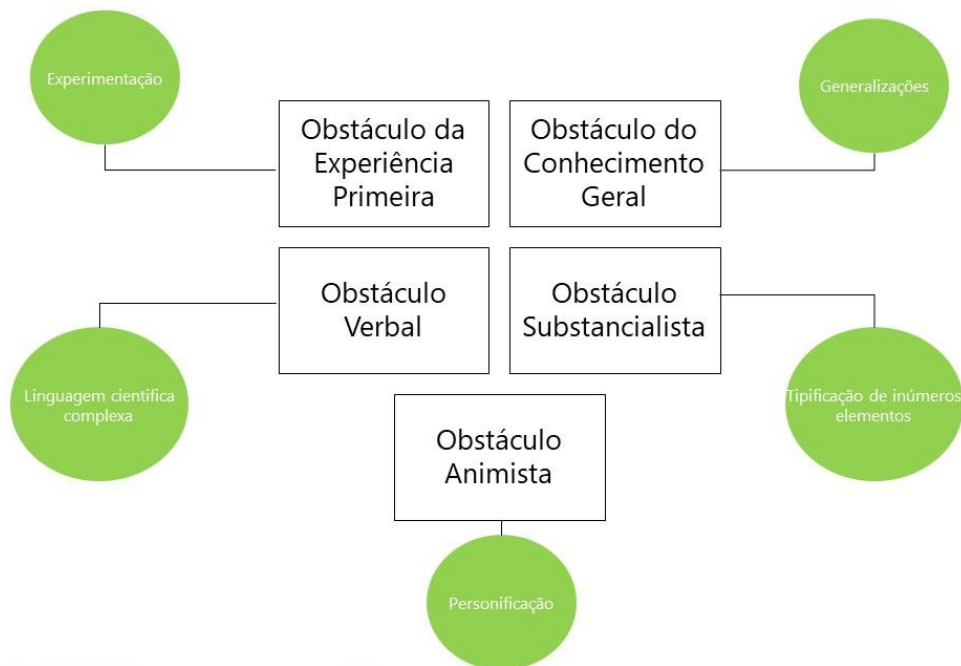 Experimentação
Generalizações
Obstáculo da
Experiência
Primeira
Obstáculo do
Conhecimento
Geral
Obstáculo
Verbal
Obstáculo
Substancialista
Linguagem cientifica
complexa
Tipificação de inúmeros
elementos
Obstáculo
Animista
Personificação